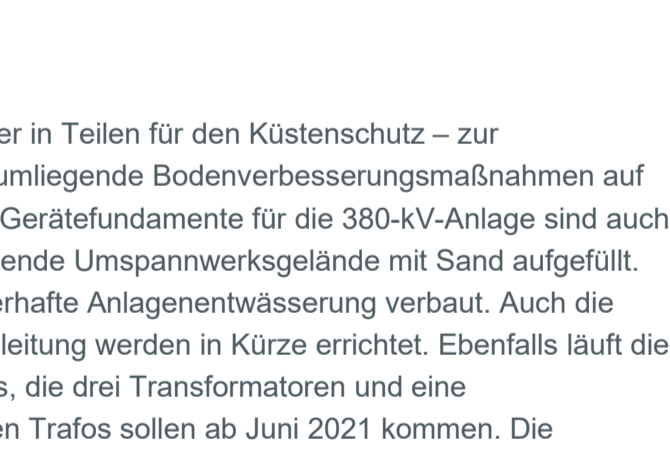 er in Teilen für den Küstenschutz – zur
umliegende Bodenverbesserungsmaßnahmen auf
Gerätefundamente für die 380-kV-Anlage sind auch
ende Umspannwerksgelände mit Sand aufgefüllt.
erhafte Anlagenentwässerung verbaut. Auch die
leitung werden in Kürze errichtet. Ebenfalls läuft die
s, die drei Transformatoren und eine
en Trafos sollen ab Juni 2021 kommen. Die